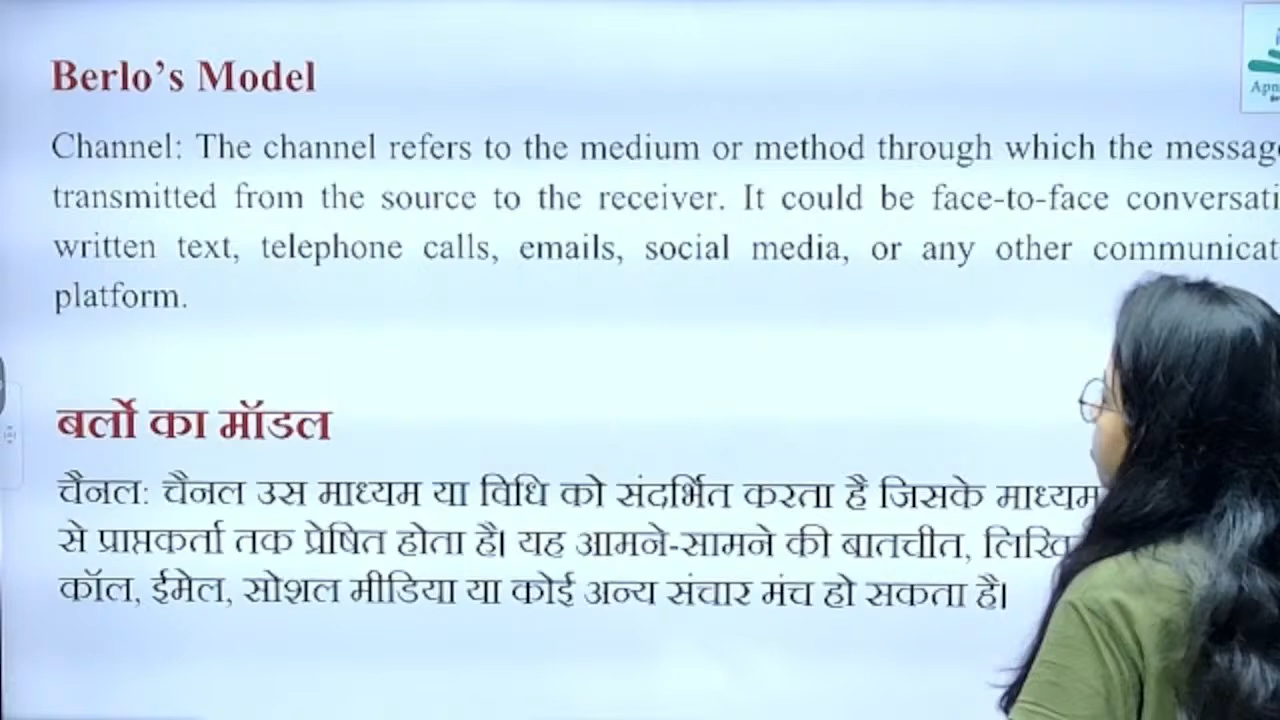 Berlo's Model
Channel: The channel refers to the medium or method through which the
transmitted from the source to the receiver. It could be face-to-face
written text, telephone calls, emails, social media, or any other
platform.
बर्लो का मॉडल
चैनल: चैनल उस माध्यम या विधि को संदर्भित करता है जिसके माध्यम
से प्राप्तकर्ता तक प्रेषित होता है। यह आमने-सामने की बातचीत,
कॉल, ईमेल, सोशल मीडिया या कोई अन्य संचार मंच हो सकता है।